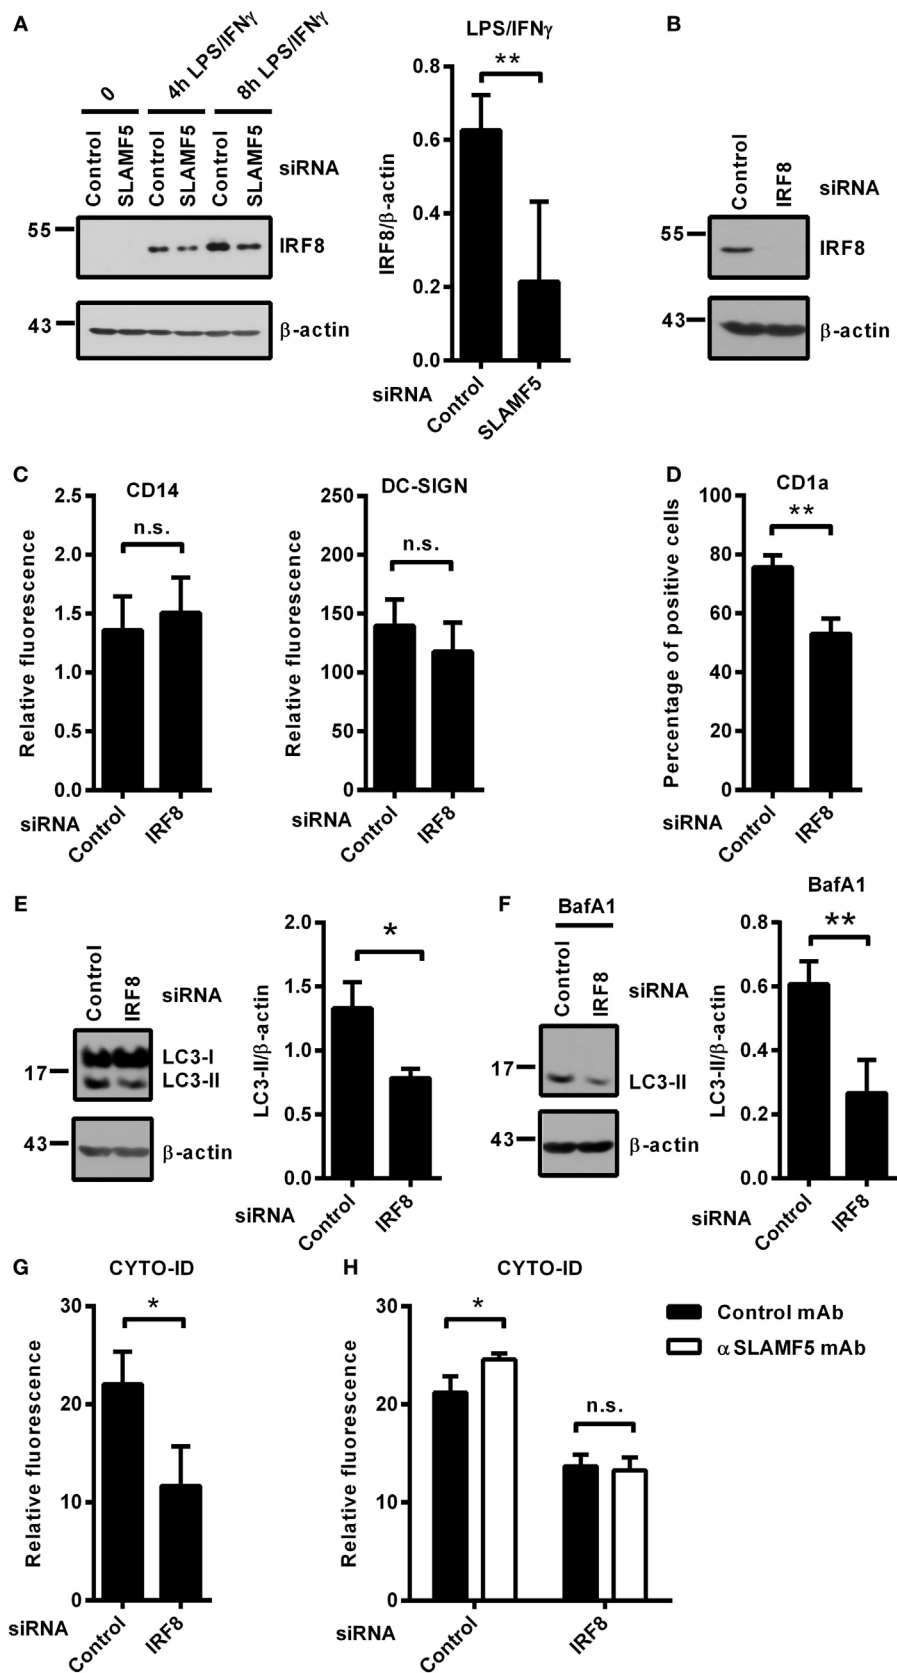 A
0
4h LPS/IFNγ
8h LPS/IFNγ
Control
SLAMF5
Control
SLAMF5
Control
SLAMF5
siRNA
55
IRF8
43
β-actin
LPS/IFNγ
**
IRF8/β-actin
0.8
0.6
0.4
0.2
0.0
siRNA
Control
SLAMF5
B
Control
IRF8
siRNA
55
IRF8
43
β-actin
C
CD14
n.s.
Relative fluorescence
2.5
2.0
1.5
1.0
0.5
0.0
siRNA
Control
IRF8
DC-SIGN
n.s.
Relative fluorescence
250
200
150
100
50
0
siRNA
Control
IRF8
D
CD1a
**
Percentage of positive cells
100
80
60
40
20
0
siRNA
Control
IRF8
E
Control
IRF8
siRNA
17
LC3-I
LC3-II
43
β-actin
*
LC3-II/β-actin
2.0
1.5
1.0
0.5
0.0
siRNA
Control
IRF8
F
BafA1
Control
IRF8
siRNA
17
LC3-II
43
β-actin
BafA1
**
LC3-II/β-actin
0.8
0.6
0.4
0.2
0.0
siRNA
Control
IRF8
G
CYTO-ID
*
Relative fluorescence
30
20
10
0
siRNA
Control
IRF8
H
CYTO-ID
*
n.s.
Relative fluorescence
30
20
10
0
siRNA
Control
IRF8
Control mAb
αSLAMF5 mAb